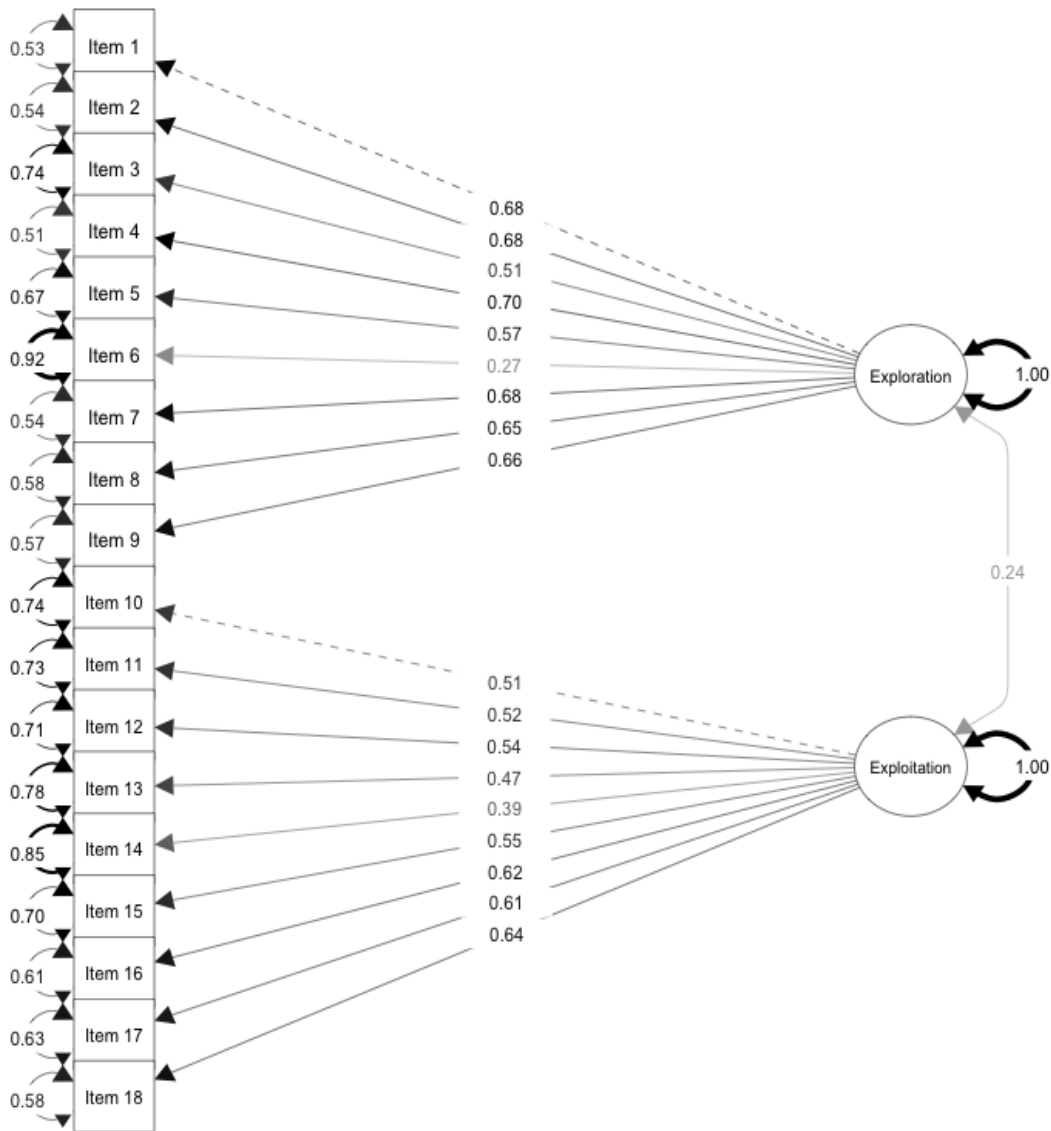 0.53
Item 1
0.54
Item 2
0.74
Item 3
0.51
Item 4
0.67
Item 5
0.92
Item 6
0.54
Item 7
0.58
Item 8
0.57
Item 9
0.74
Item 10
0.73
Item 11
0.71
Item 12
0.78
Item 13
0.85
Item 14
0.70
Item 15
0.61
Item 16
0.63
Item 17
0.58
Item 18
0.68
0.68
0.51
0.70
0.57
0.27
0.68
0.65
0.66
0.51
0.52
0.54
0.47
0.39
0.55
0.62
0.61
0.64
Exploration
1.00
0.24
Exploitation
1.00